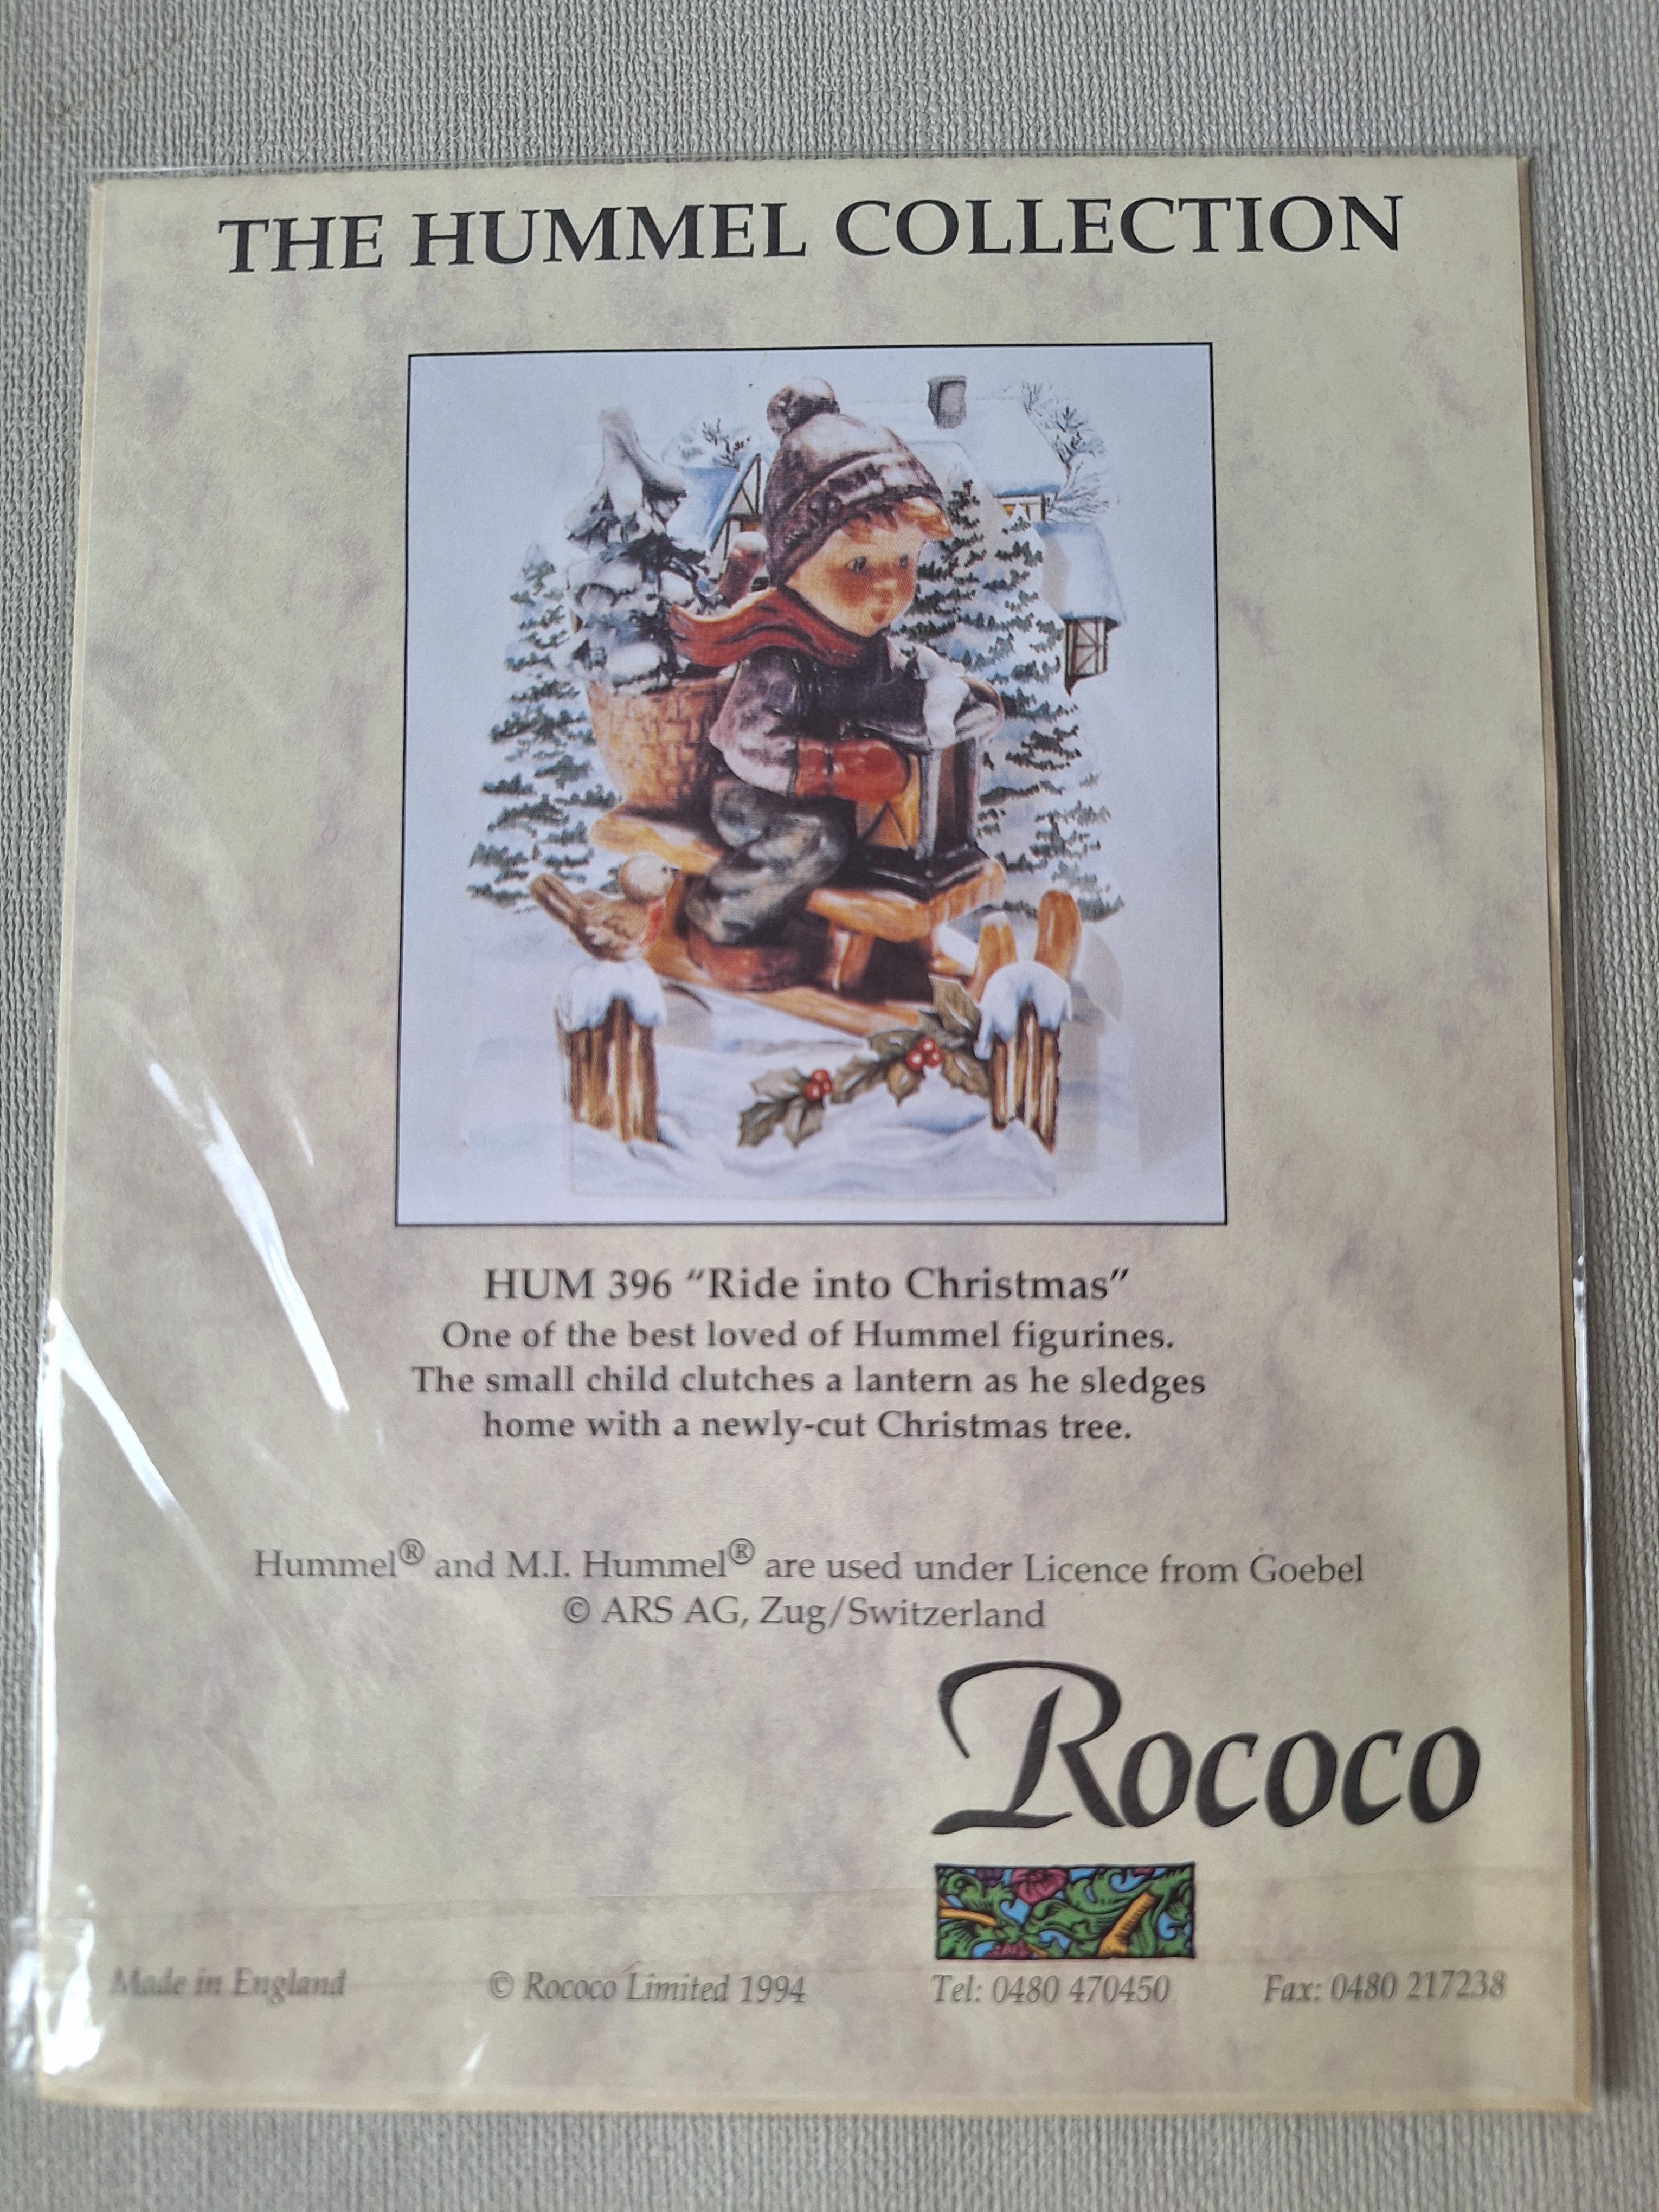 THE HUMMEL COLLECTION
HUM 396 “Ride into Christmas”
One of the best loved of Hummel figurines.
The small child clutches a lantern as he sledges
home with a newly-cut Christmas tree.
Hummel® and M.I. Hummel® are used under Licence from Goebel
© ARS AG, Zug/Switzerland
Rococo
Made in England © Rococo Limited 1994 Tel: 0480 470450 Fax: 0480 217238